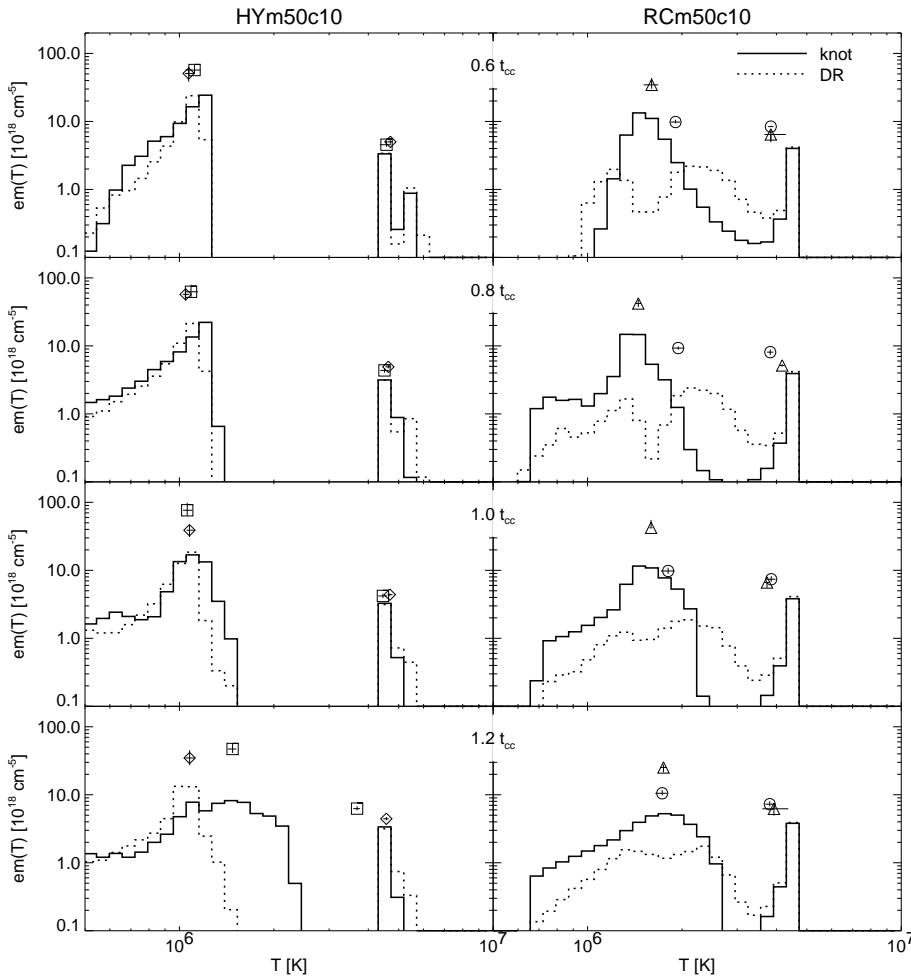 HYm50c10 RCm50c10
100.0
10.0
1.0
0.1
em(T) [10^18 cm^-5]
0.6 t_cc
knot
DR
100.0
10.0
1.0
0.1
em(T) [10^18 cm^-5]
0.8 t_cc
100.0
10.0
1.0
0.1
em(T) [10^18 cm^-5]
1.0 t_cc
100.0
10.0
1.0
0.1
em(T) [10^18 cm^-5]
1.2 t_cc
10^6 10^7 10^6 10^7
T [K] T [K]